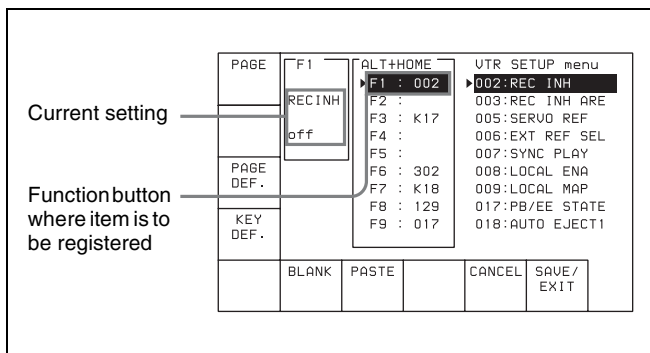 Current setting
Function button
where item is to
be registered
PAGE
PAGE
DEF.
KEY
DEF.
F1
RECINH
off
ALT+HOME
F1 : 002
F2 :
F3 : K17
F4 :
F5 :
F6 : 302
F7 : K18
F8 : 129
F9 : 017
VTR SETUP menu
002:REC INH
003:REC INH ARE
005:SERVO REF
006:EXT REF SEL
007:SYNC PLAY
008:LOCAL ENA
009:LOCAL MAP
017:PB/EE STATE
018:AUTO EJECT1
BLANK
PASTE
CANCEL
SAVE/
EXIT